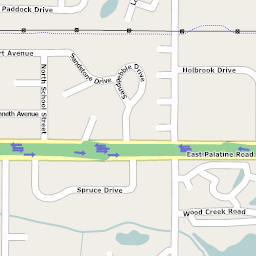 Paddock Drive
rt Avenue
Sandstone Drive
Sandpebble Drive
Holbrook Drive
North School Street
nneth Avenue
East Palatine Road
Spruce Drive
Wood Creek Road